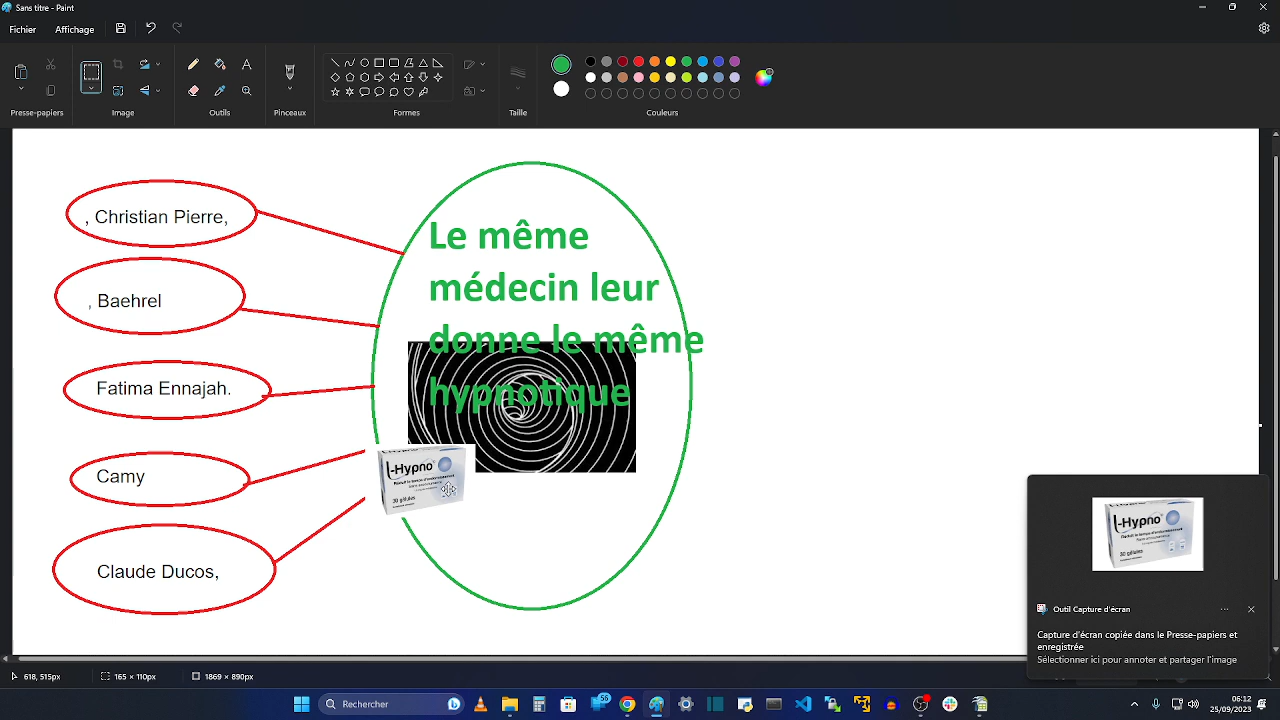 Sans titre - Paint
Fichier
Affichage
Presse-papiers
Image
Outils
Pinceaux
Formes
Taille
Couleurs
, Christian Pierre,
, Baehrel
Fatima Ennajah.
Camy
Claude Ducos,
Le même
médecin leur
donne le même
hypnotique
l-Hypno
30 gélules
l-Hypno
30 gélules
Outil Capture d'écran
Capture d'écran copiée dans le Presse-papiers et
enregistrée
Sélectionner ici pour annoter et partager l'image
618, 515px
165 × 110px
1869 × 890px
Rechercher
56
06:12
25/09/2023